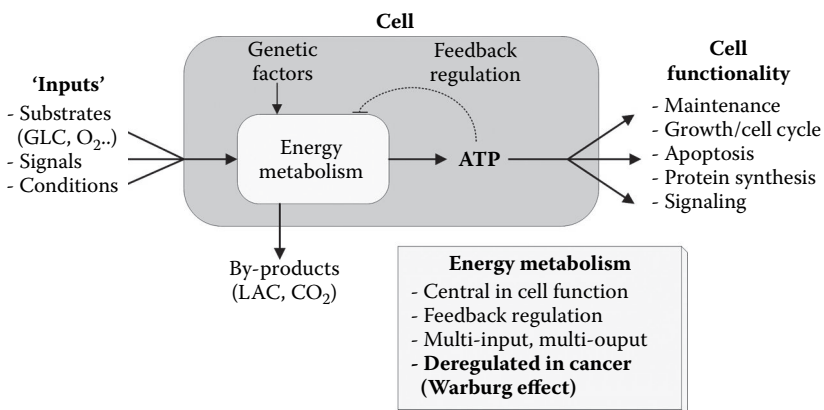 Cell
Genetic
factors
Feedback
regulation
Cell
functionality
'Inputs'
- Substrates
(GLC, O₂..)
- Signals
- Conditions
Energy
metabolism
ATP
- Maintenance
- Growth/cell cycle
- Apoptosis
- Protein synthesis
- Signaling
By-products
(LAC, CO₂)
Energy metabolism
- Central in cell function
- Feedback regulation
- Multi-input, multi-ouput
- Deregulated in cancer
(Warburg effect)